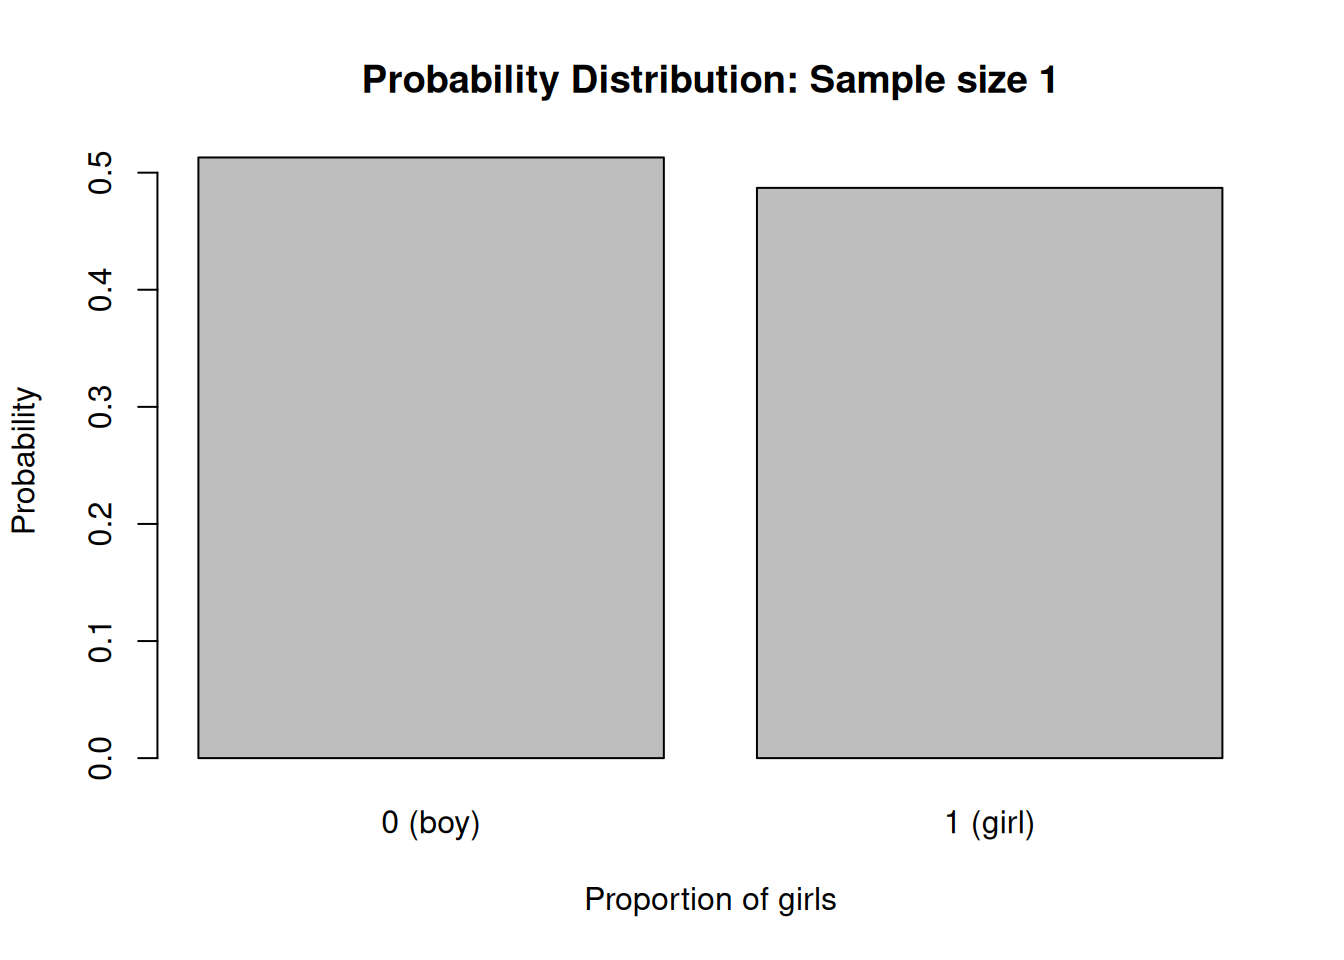 Probability Distribution: Sample size 1
Probability
0.5
0.4
0.3
0.2
0.1
0.0
0 (boy)
1 (girl)
Proportion of girls